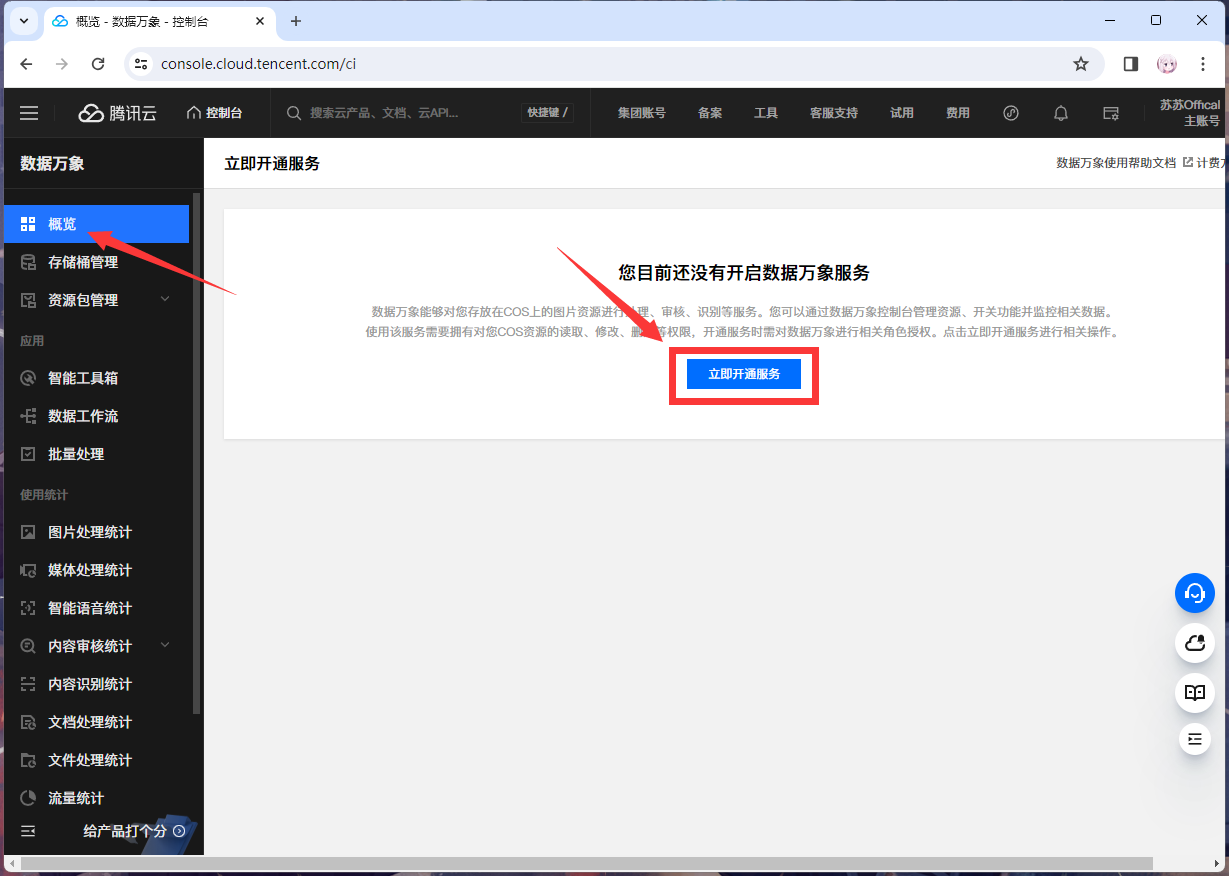 概览 - 数据万象 - 控制台
console.cloud.tencent.com/ci
腾讯云
控制台
搜索云产品、文档、云API...
快捷键 /
集团账号
备案
工具
客服支持
试用
费用
苏苏Offical
主账号
数据万象
立即开通服务
数据万象使用帮助文档
计费
概览
存储桶管理
资源包管理
应用
智能工具箱
数据工作流
批量处理
使用统计
图片处理统计
媒体处理统计
智能语音统计
内容审核统计
内容识别统计
文档处理统计
文件处理统计
流量统计
给产品打个分
您目前还没有开启数据万象服务
数据万象能够对您存放在COS上的图片资源进行处理、审核、识别等服务。您可以通过数据万象控制台管理资源、开关功能并监控相关数据。
使用该服务需要拥有对您COS资源的读取、修改、删除等权限，开通服务时需对数据万象进行相关角色授权。点击立即开通服务进行相关操作。
立即开通服务